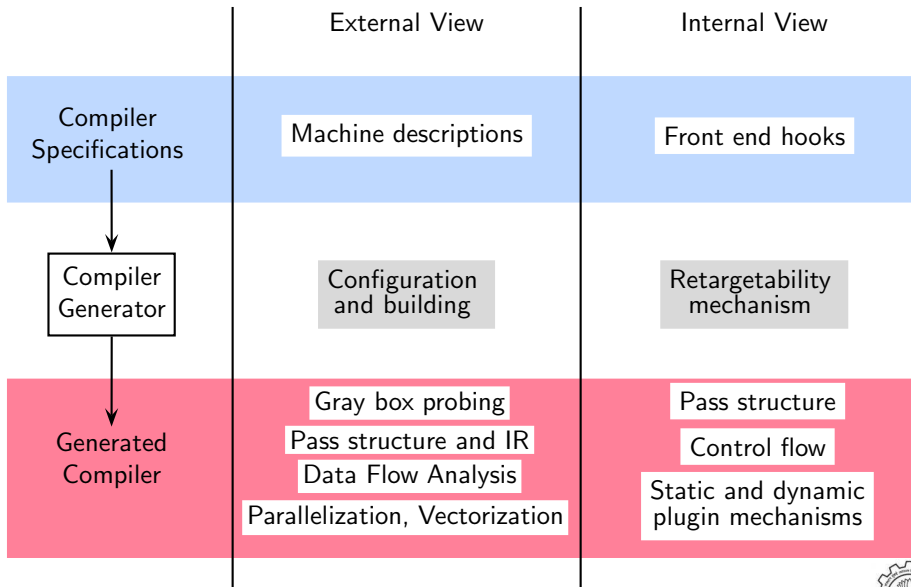 External View
Internal View
Compiler
Specifications
Machine descriptions
Front end hooks
Compiler
Generator
Configuration
and building
Retargetability
mechanism
Generated
Compiler
Gray box probing
Pass structure and IR
Data Flow Analysis
Parallelization, Vectorization
Pass structure
Control flow
Static and dynamic
plugin mechanisms